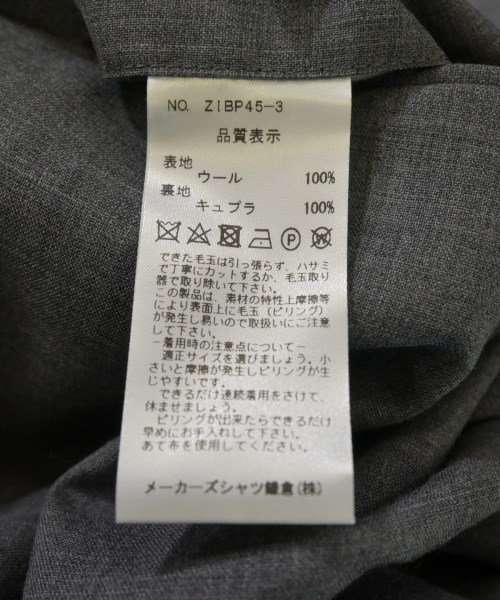 NO. ZIBP45-3
品質表示
表地
ウール 100%
裏地
キュプラ 100%
P W
できた毛玉は引っ張らず、ハサミ
で丁寧にカットするか、毛玉取り
器で取り除いて下さい。
この製品は、素材の特性上摩擦等
により表面上に毛玉(ピリング)
が発生し易いので取扱いにご注意
して下さい。
-着用時の注意点について-
適正サイズを選びましょう。小
さいと摩擦が発生しピリングが生
じやすいです。
できるだけ連続着用をさけて、
休ませましょう。
ピリングが出来たらできるだけ
早めにお手入れして下さい。
あて布を使用してください。
メーカーズシャツ鎌倉(株)